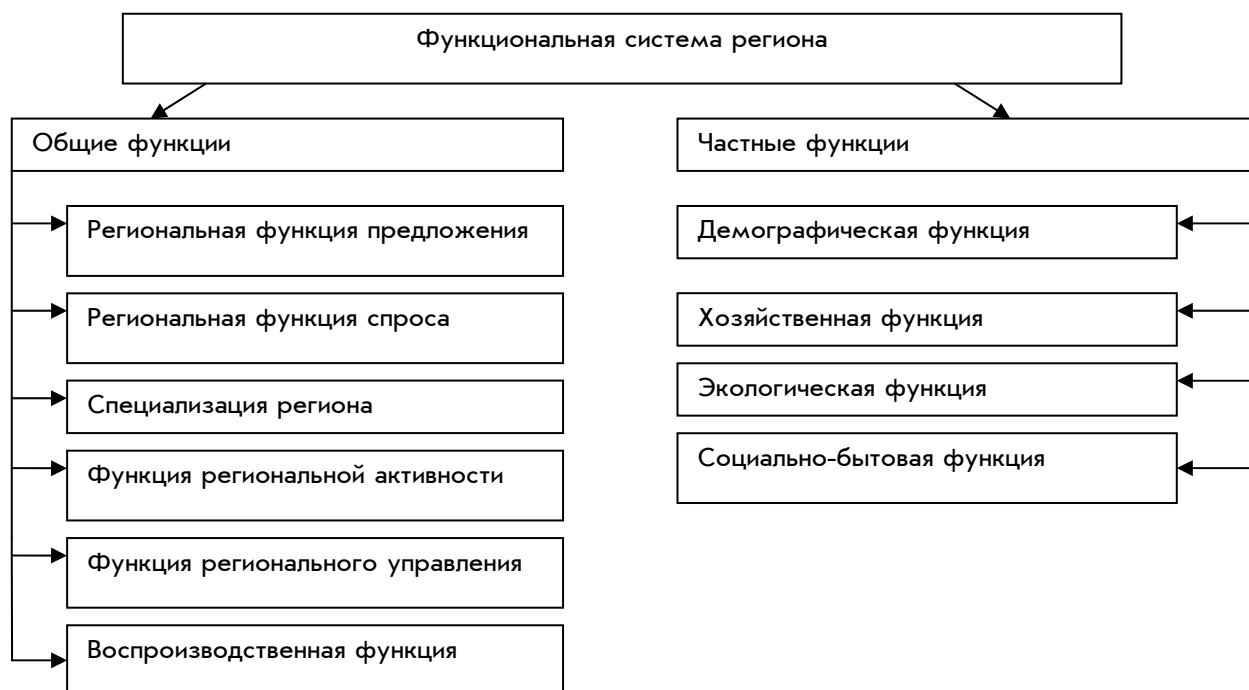 Функциональная система региона
Общие функции
Региональная функция предложения
Региональная функция спроса
Специализация региона
Функция региональной активности
Функция регионального управления
Воспроизводственная функция
Частные функции
Демографическая функция
Хозяйственная функция
Экологическая функция
Социально-бытовая функция